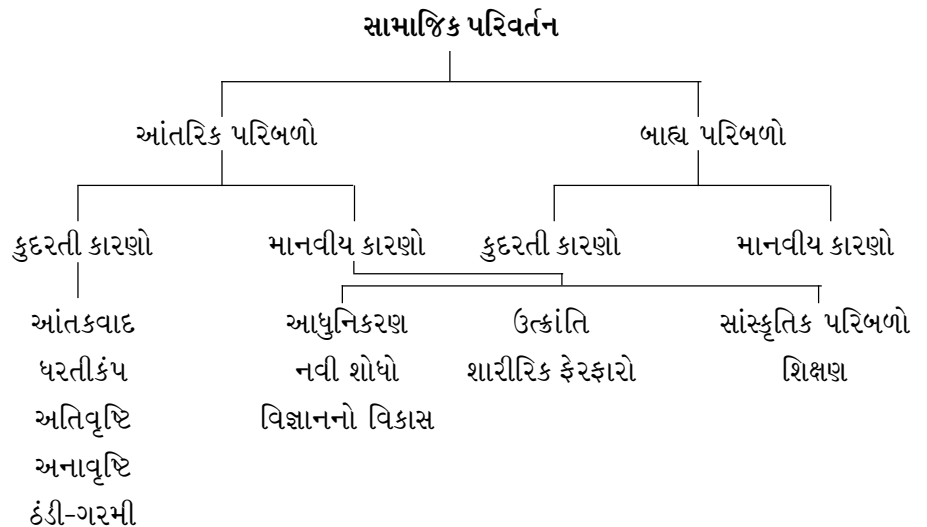 સામાજિક પરિવર્તન
આંતરિક પરિબળો બાહ્ય પરિબળો
કુદરતી કારણો માનવીય કારણો કુદરતી કારણો માનવીય કારણો
આંતકવાદ આધુનિકરણ ઉત્ક્રાંતિ સાંસ્કૃતિક પરિબળો
ધરતીકંપ નવી શોધો શારીરિક ફેરફારો શિક્ષણ
અતિવૃષ્ટિ વિજ્ઞાનનો વિકાસ
અનાવૃષ્ટિ
ઠંડી-ગરમી